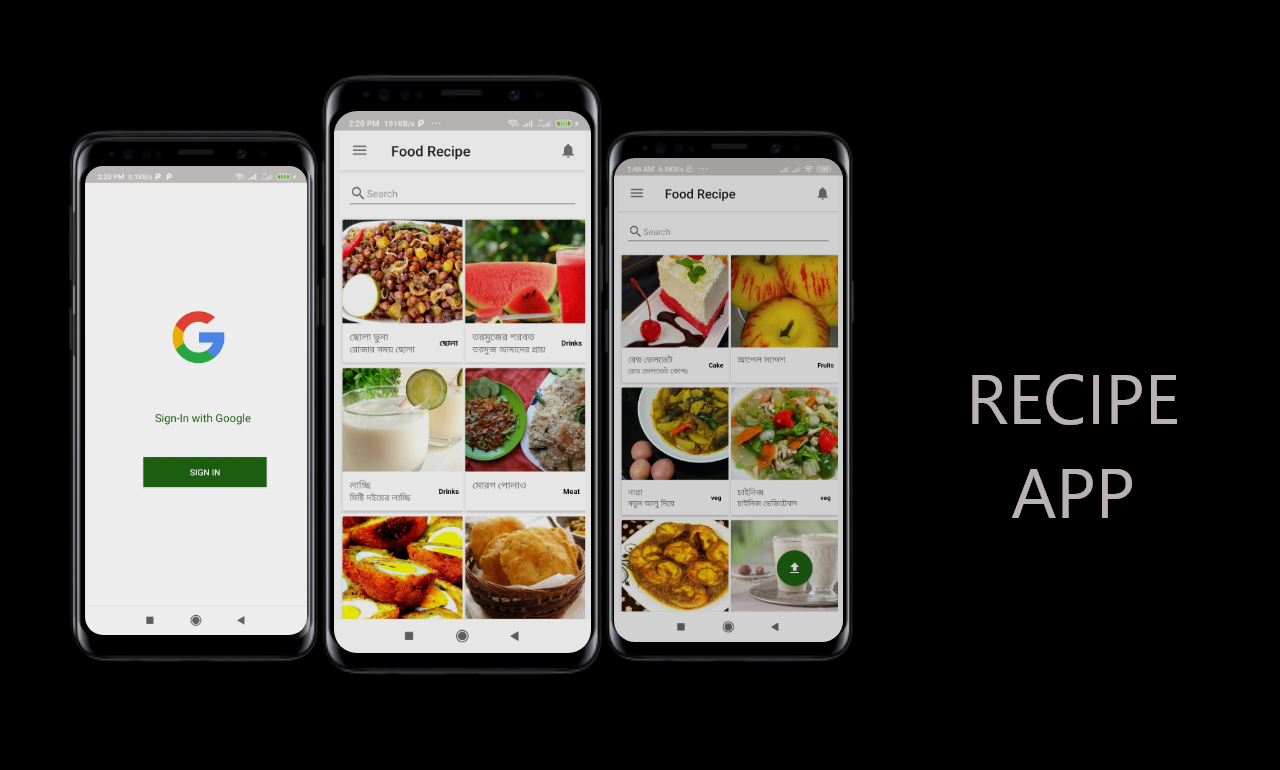 2:20 PM 0.1KB/s
Sign-In with Google
SIGN IN
2:20 PM 191KB/s ...
Food Recipe
Search
ছোলা ভুনা
রোজার সময় ছোলা
ছোলা
তরমুজের শরবত
তরমুজ আমাদের প্রায়
Drinks
লাচ্ছি
মিষ্টি দইয়ের লাচ্ছি
Drinks
মোরগ পোলাও
Meat
1:46 AM 6.8KB/s ...
Food Recipe
Search
রেড ভেলভেট
রেড ভেলভেট কেকড
Cake
আপেল সন্দেশ
Fruits
নারা
নতুন আলু দিয়ে
veg
চাইনিজ
চাইনিজ ভেজিটেবল
veg
RECIPE
APP